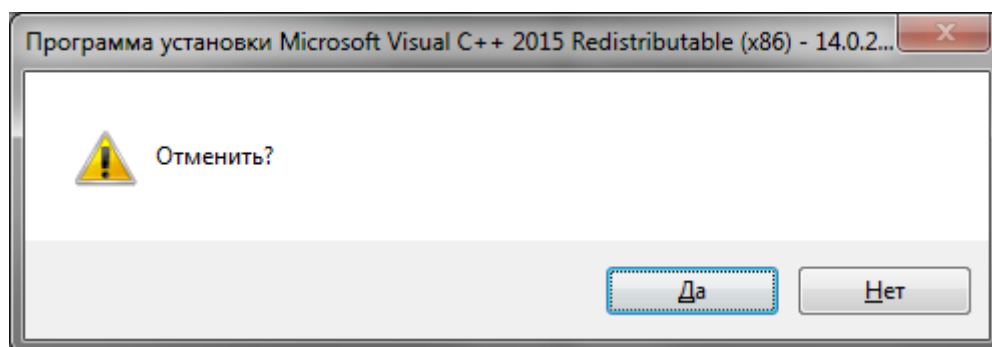 Программа установки Microsoft Visual C++ 2015 Redistributable (x86) - 14.0.2...
Отменить?
Да
Нет